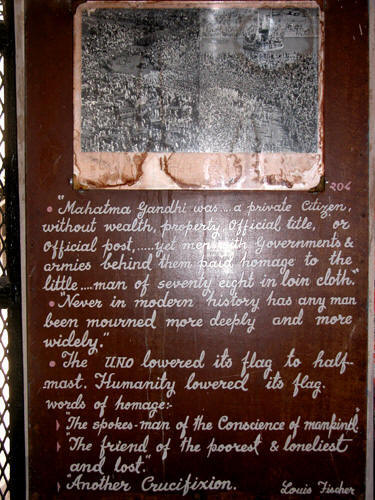 206
"Mahatma Gandhi was...a private Citizen,
without wealth, property official title, or
official post,.....yet men with Governments &
armies behind them paid homage to the
little....man of seventy eight in loin cloth."
"Never in modern history has any man
been mourned more deeply and more
widely."
The UNO lowered its flag to half-
mast. Humanity lowered its flag.
words of homage:-
"The spokes-man of the Conscience of mankind".
"The friend of the poorest & loneliest
and lost."
Another Crucifixion.
Louis Fischer